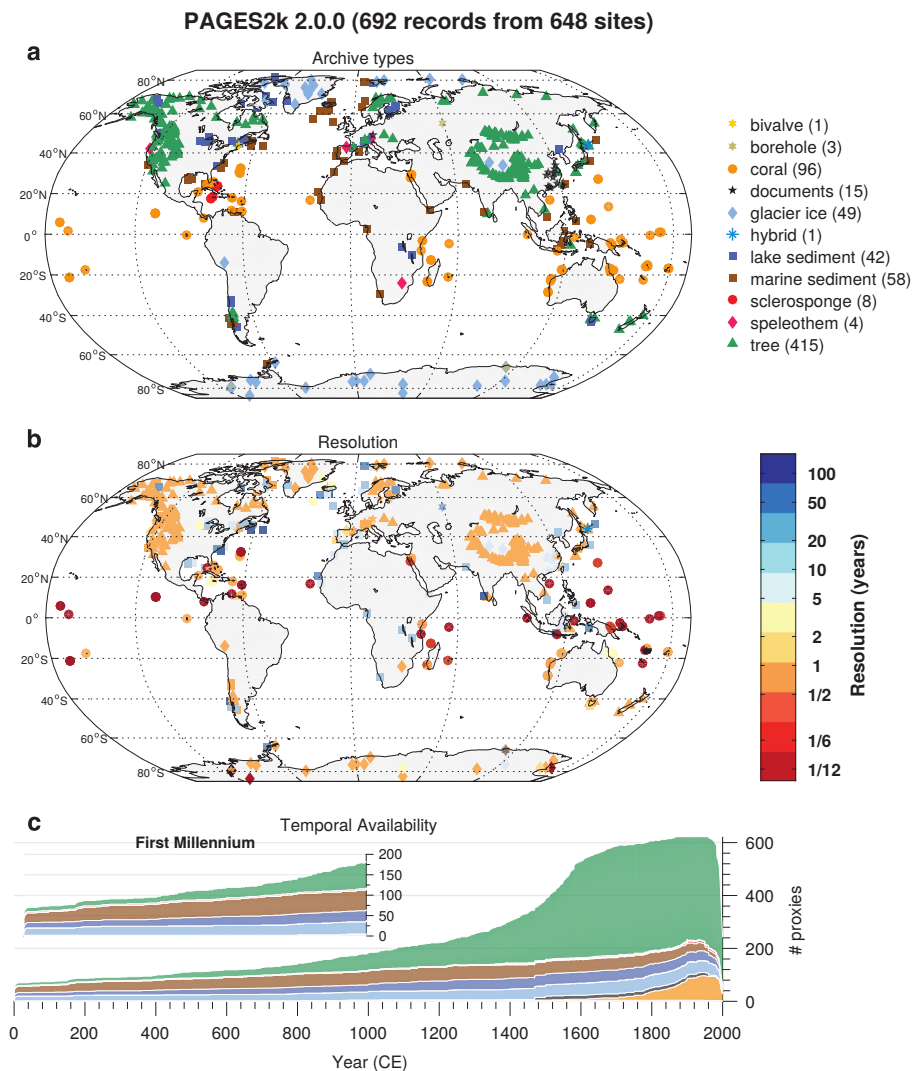 PAGES2k 2.0.0 (692 records from 648 sites)
a
Archive types
80°N
60°N
40°N
20°N
0°
20°S
40°S
60°S
80°S
bivalve (1)
borehole (3)
coral (96)
documents (15)
glacier ice (49)
hybrid (1)
lake sediment (42)
marine sediment (58)
sclerosponge (8)
speleothem (4)
tree (415)
b
Resolution
80°N
60°N
40°N
20°N
0°
20°S
40°S
60°S
80°S
100
50
20
10
5
2
1
1/2
1/6
1/12
Resolution (years)
c
Temporal Availability
First Millennium
200
150
100
50
0
600
400
200
0
# proxies
0 200 400 600 800 1000 1200 1400 1600 1800 2000
Year (CE)